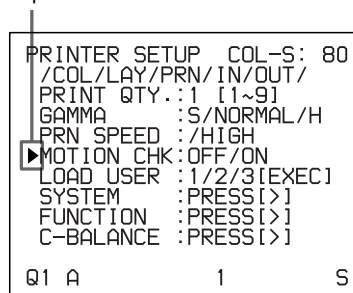 PRINTER SETUP COL-S: 80
/COL/LAY/PRN/IN/OUT/
PRINT QTY.:1 [1~9]
GAMMA :S/NORMAL/H
PRN SPEED :/HIGH
▶MOTION CHK:OFF/ON
LOAD USER :1/2/3[EXEC]
SYSTEM :PRESS[>]
FUNCTION :PRESS[>]
C-BALANCE :PRESS[>]
Q1 A 1 S